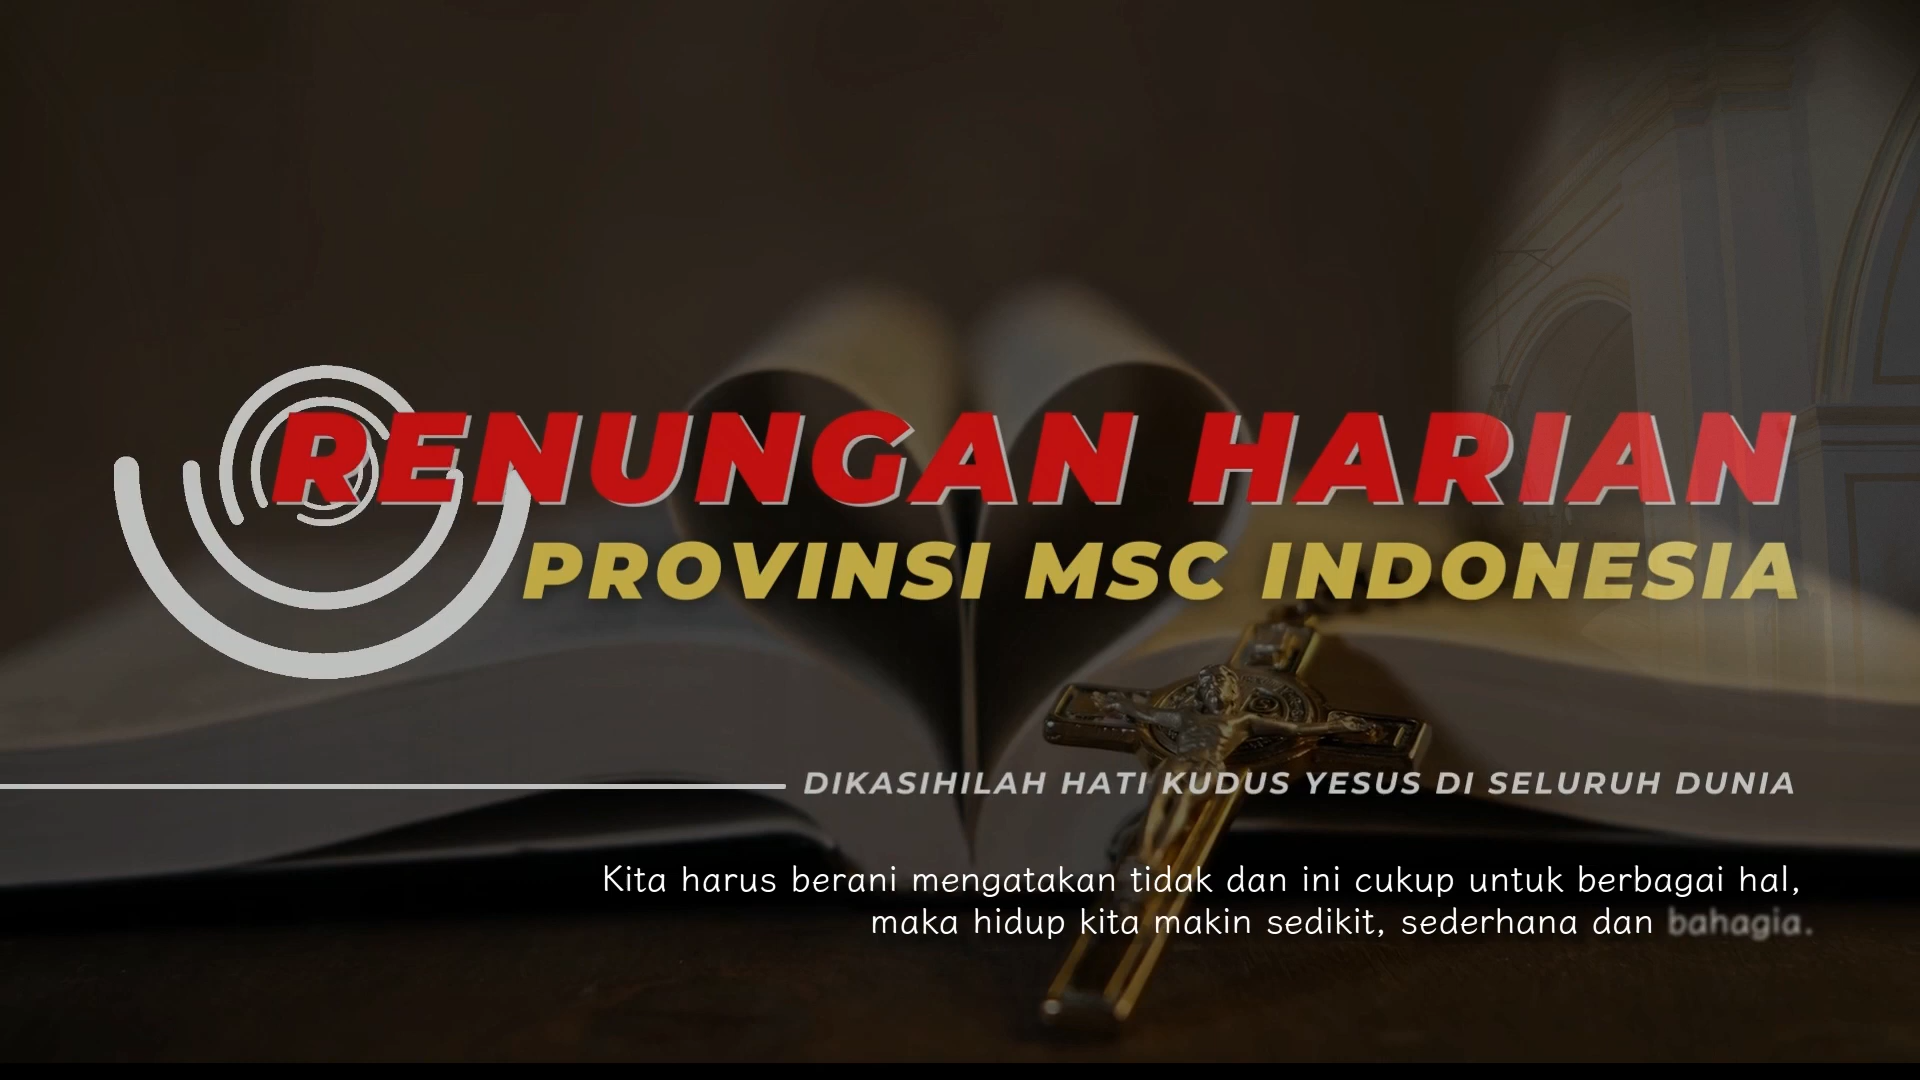 RENUNGAN HARIAN
PROVINSI MSC INDONESIA
DIKASIHILAH HATI KUDUS YESUS DI SELURUH DUNIA
Kita harus berani mengatakan tidak dan ini cukup untuk berbagai hal,
maka hidup kita makin sedikit, sederhana dan bahagia.